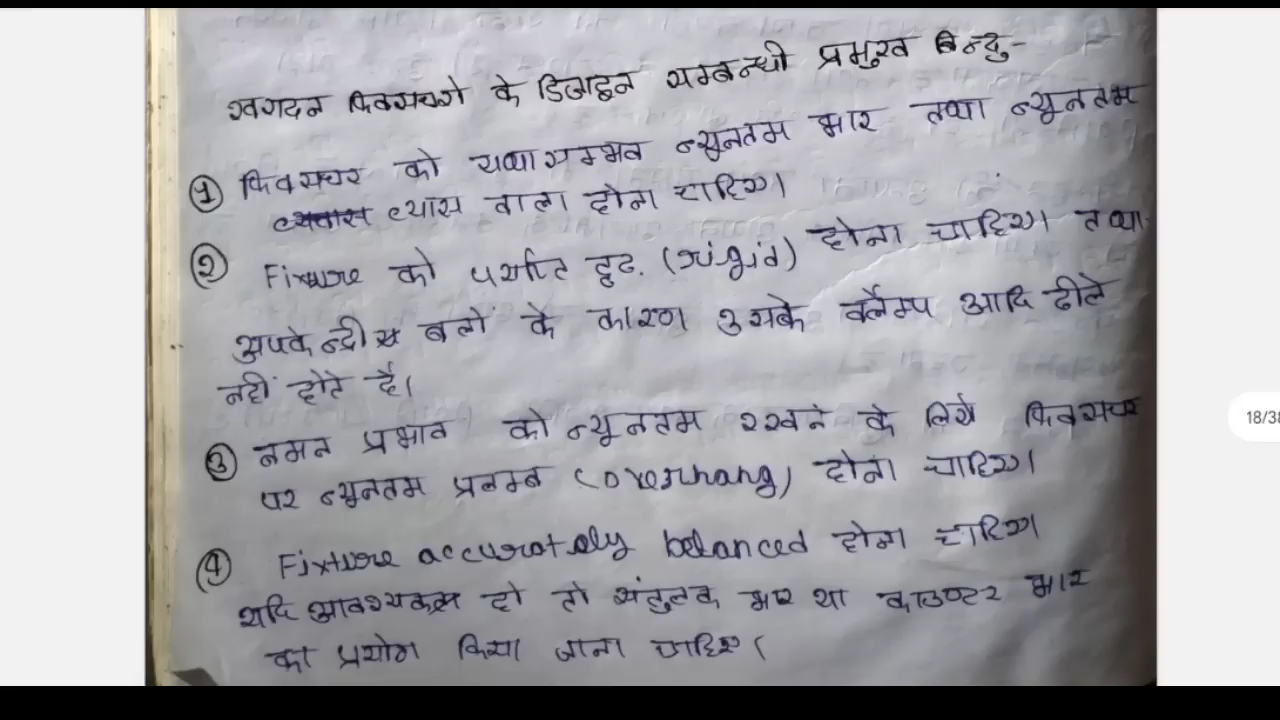 खरादन फिक्सचरो के डिजाइन सम्बन्धी प्रमुख बिन्दु-
① फिक्सचर को यथासम्भव न्यूनतम भार तथा न्यूनतम
व्यास वाला होना चाहिए।
② Fixture को पर्याप्त दृढ. (rigid) होना चाहिए। तथा
अपकेन्द्रीय बलों के कारण उसके क्लैम्प आदि ढीले
नहीं होते है।
③ नमन प्रभाव को न्यूनतम रखने के लिये फिक्सचर
पर न्यूनतम प्रलम्ब (overhang) होना चाहिए।
④ Fixture accurately balanced होना चाहिए।
यदि आवश्यकता हो तो संतुलक भार या काउण्टर भार
का प्रयोग किया जाना चाहिए।
18/38